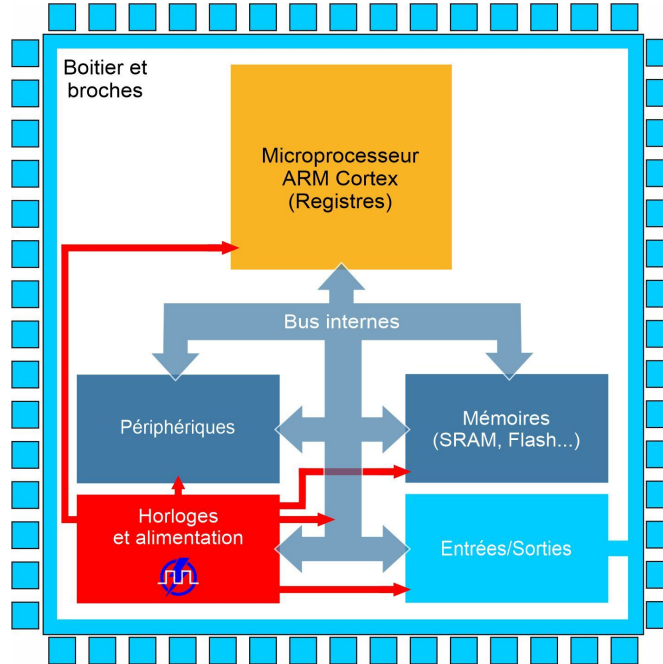 Boitier et
broches
Microprocesseur
ARM Cortex
(Registres)
Bus internes
Périphériques
Mémoires
(SRAM, Flash...)
Horloges
et alimentation
Entrées/Sorties